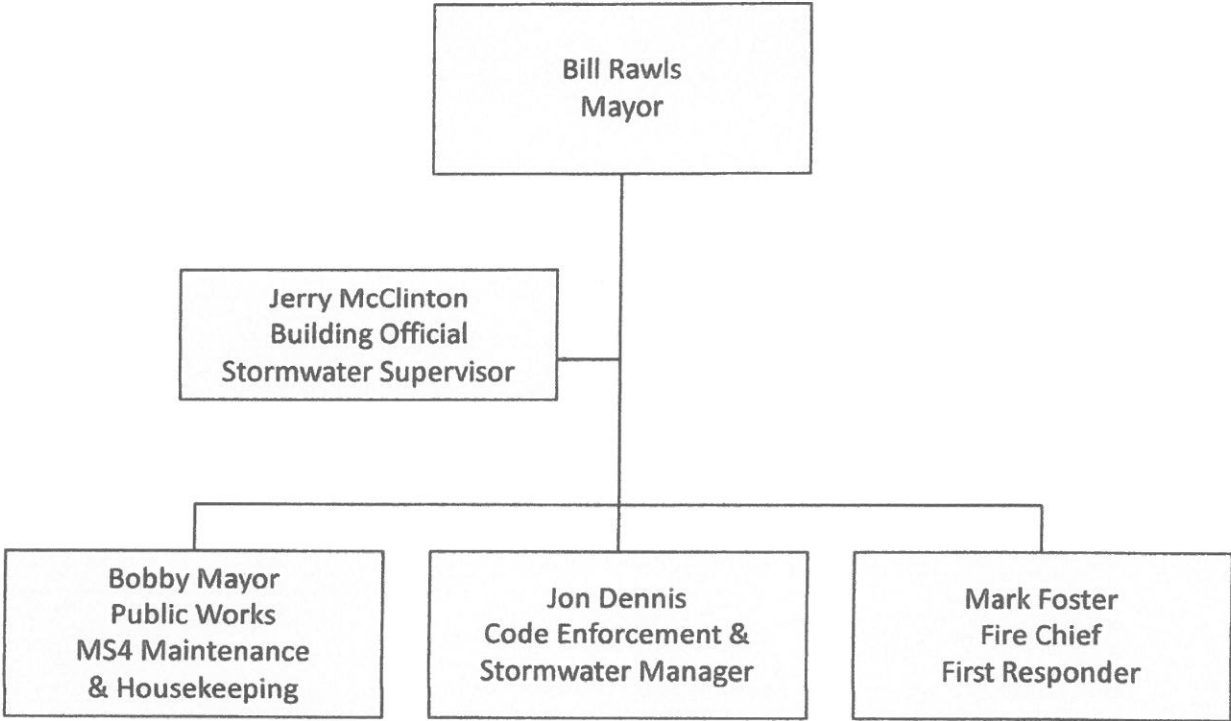 Bill Rawls
Mayor
Jerry McClinton
Building Official
Stormwater Supervisor
Bobby Mayor
Public Works
MS4 Maintenance
& Housekeeping
Jon Dennis
Code Enforcement &
Stormwater Manager
Mark Foster
Fire Chief
First Responder